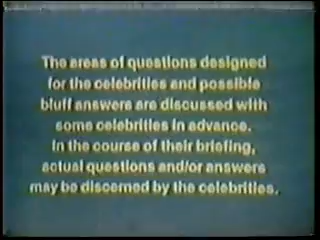 The areas of questions designed
for the celebrities and possible
bluff answers are discussed with
some celebrities in advance.
In the course of their briefing,
actual questions and/or answers
may be discerned by the celebrities.